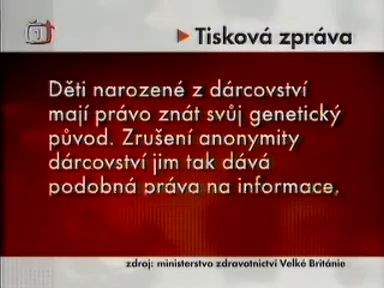 Tisková zpráva
Děti narozené z dárcovství
mají právo znát svůj genetický
původ. Zrušení anonymity
dárcovství jim tak dává
podobná práva na informace.
zdroj: ministerstvo zdravotnictví Velké Británie